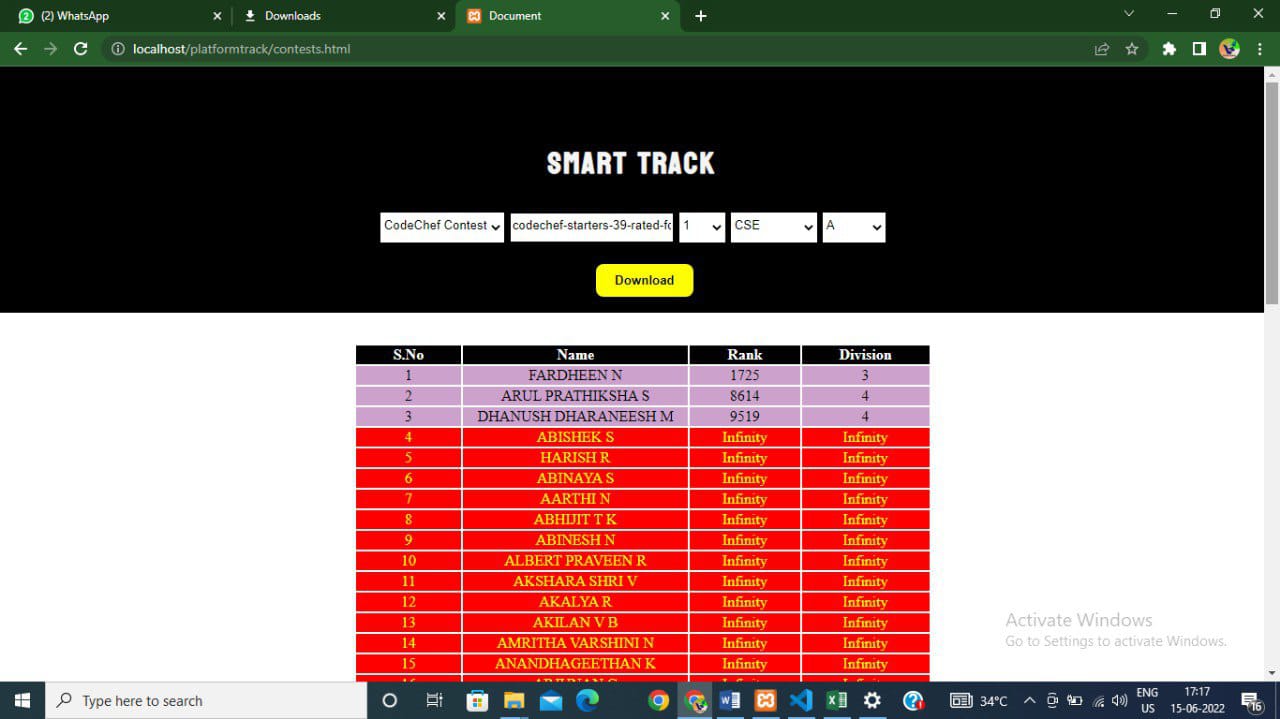 (2) WhatsApp
Downloads
Document
localhost/platformtrack/contests.html
SMART TRACK
CodeChef Contest codechef-starters-39-rated-fo 1 CSE A
Download
S.No Name Rank Division
1 FARDHEEN N 1725 3
2 ARUL PRATHIKSHA S 8614 4
3 DHANUSH DHARANEESH M 9519 4
4 ABISHEK S Infinity Infinity
5 HARISH R Infinity Infinity
6 ABINAYA S Infinity Infinity
7 AARTHI N Infinity Infinity
8 ABHIJIT T K Infinity Infinity
9 ABINESH N Infinity Infinity
10 ALBERT PRAVEEN R Infinity Infinity
11 AKSHARA SHRI V Infinity Infinity
12 AKALYA R Infinity Infinity
13 AKILAN V B Infinity Infinity
14 AMRITHA VARSHINI N Infinity Infinity
15 ANANDHAGEETHAN K Infinity Infinity
Activate Windows
Go to Settings to activate Windows.
Type here to search
34°C
ENG
US
17:17
15-06-2022
16